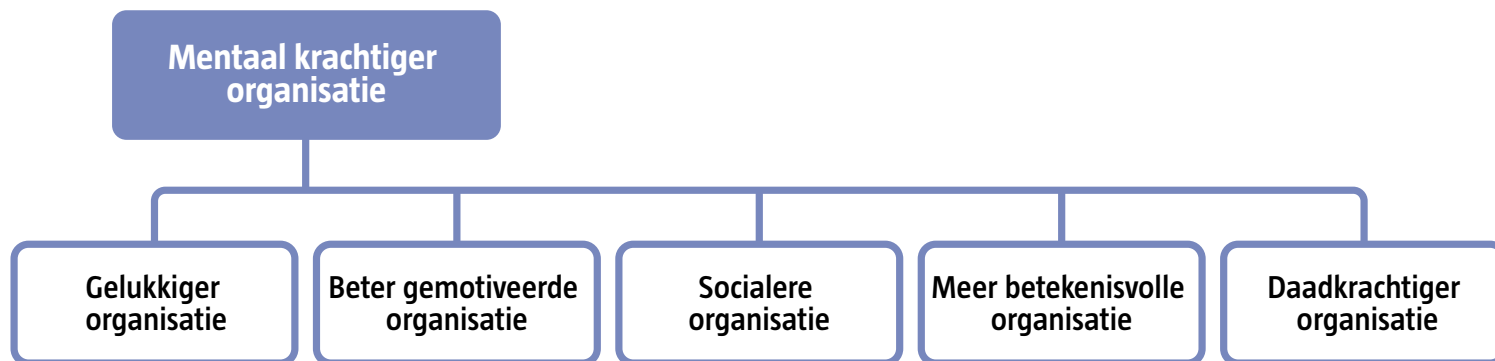 Mentaal krachtiger
organisatie
Gelukkiger
organisatie
Beter gemotiveerde
organisatie
Socialere
organisatie
Meer betekenisvolle
organisatie
Daadkrachtiger
organisatie